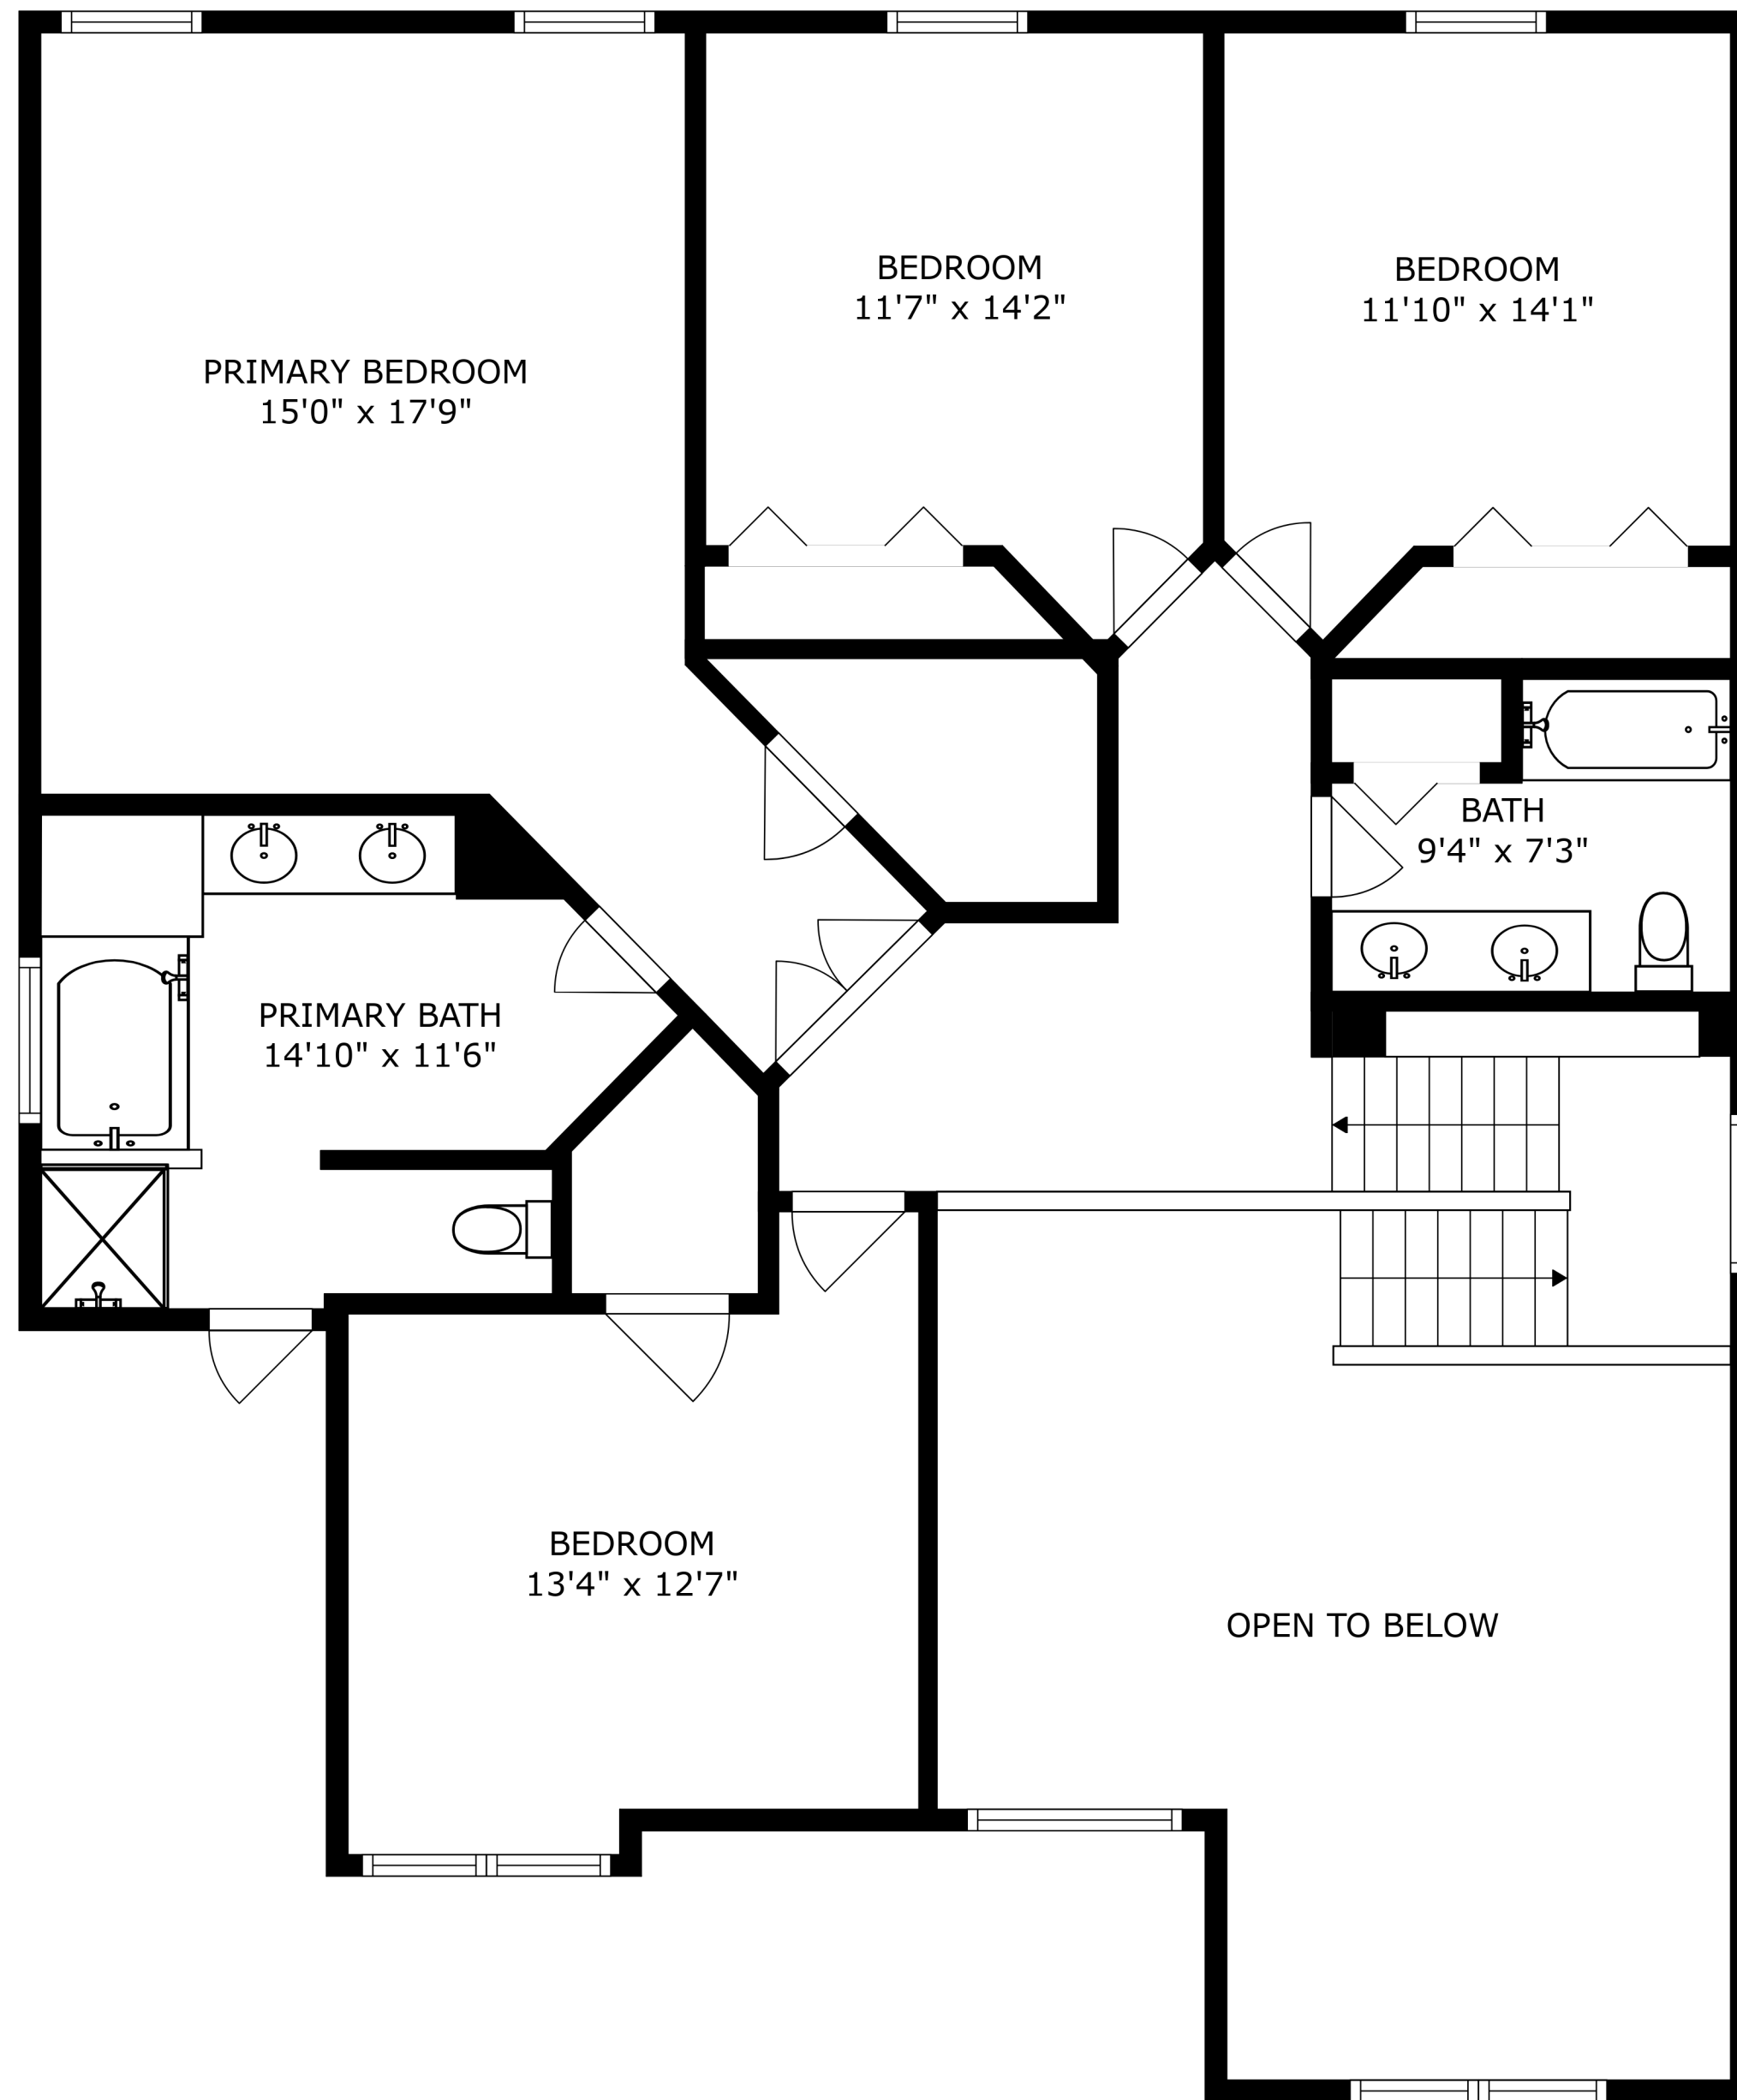 BEDROOM
11'7" x 14'2"
BEDROOM
11'10" x 14'1"
PRIMARY BEDROOM
15'0" x 17'9"
BATH
9'4" x 7'3"
PRIMARY BATH
14'10" x 11'6"
BEDROOM
13'4" x 12'7"
OPEN TO BELOW